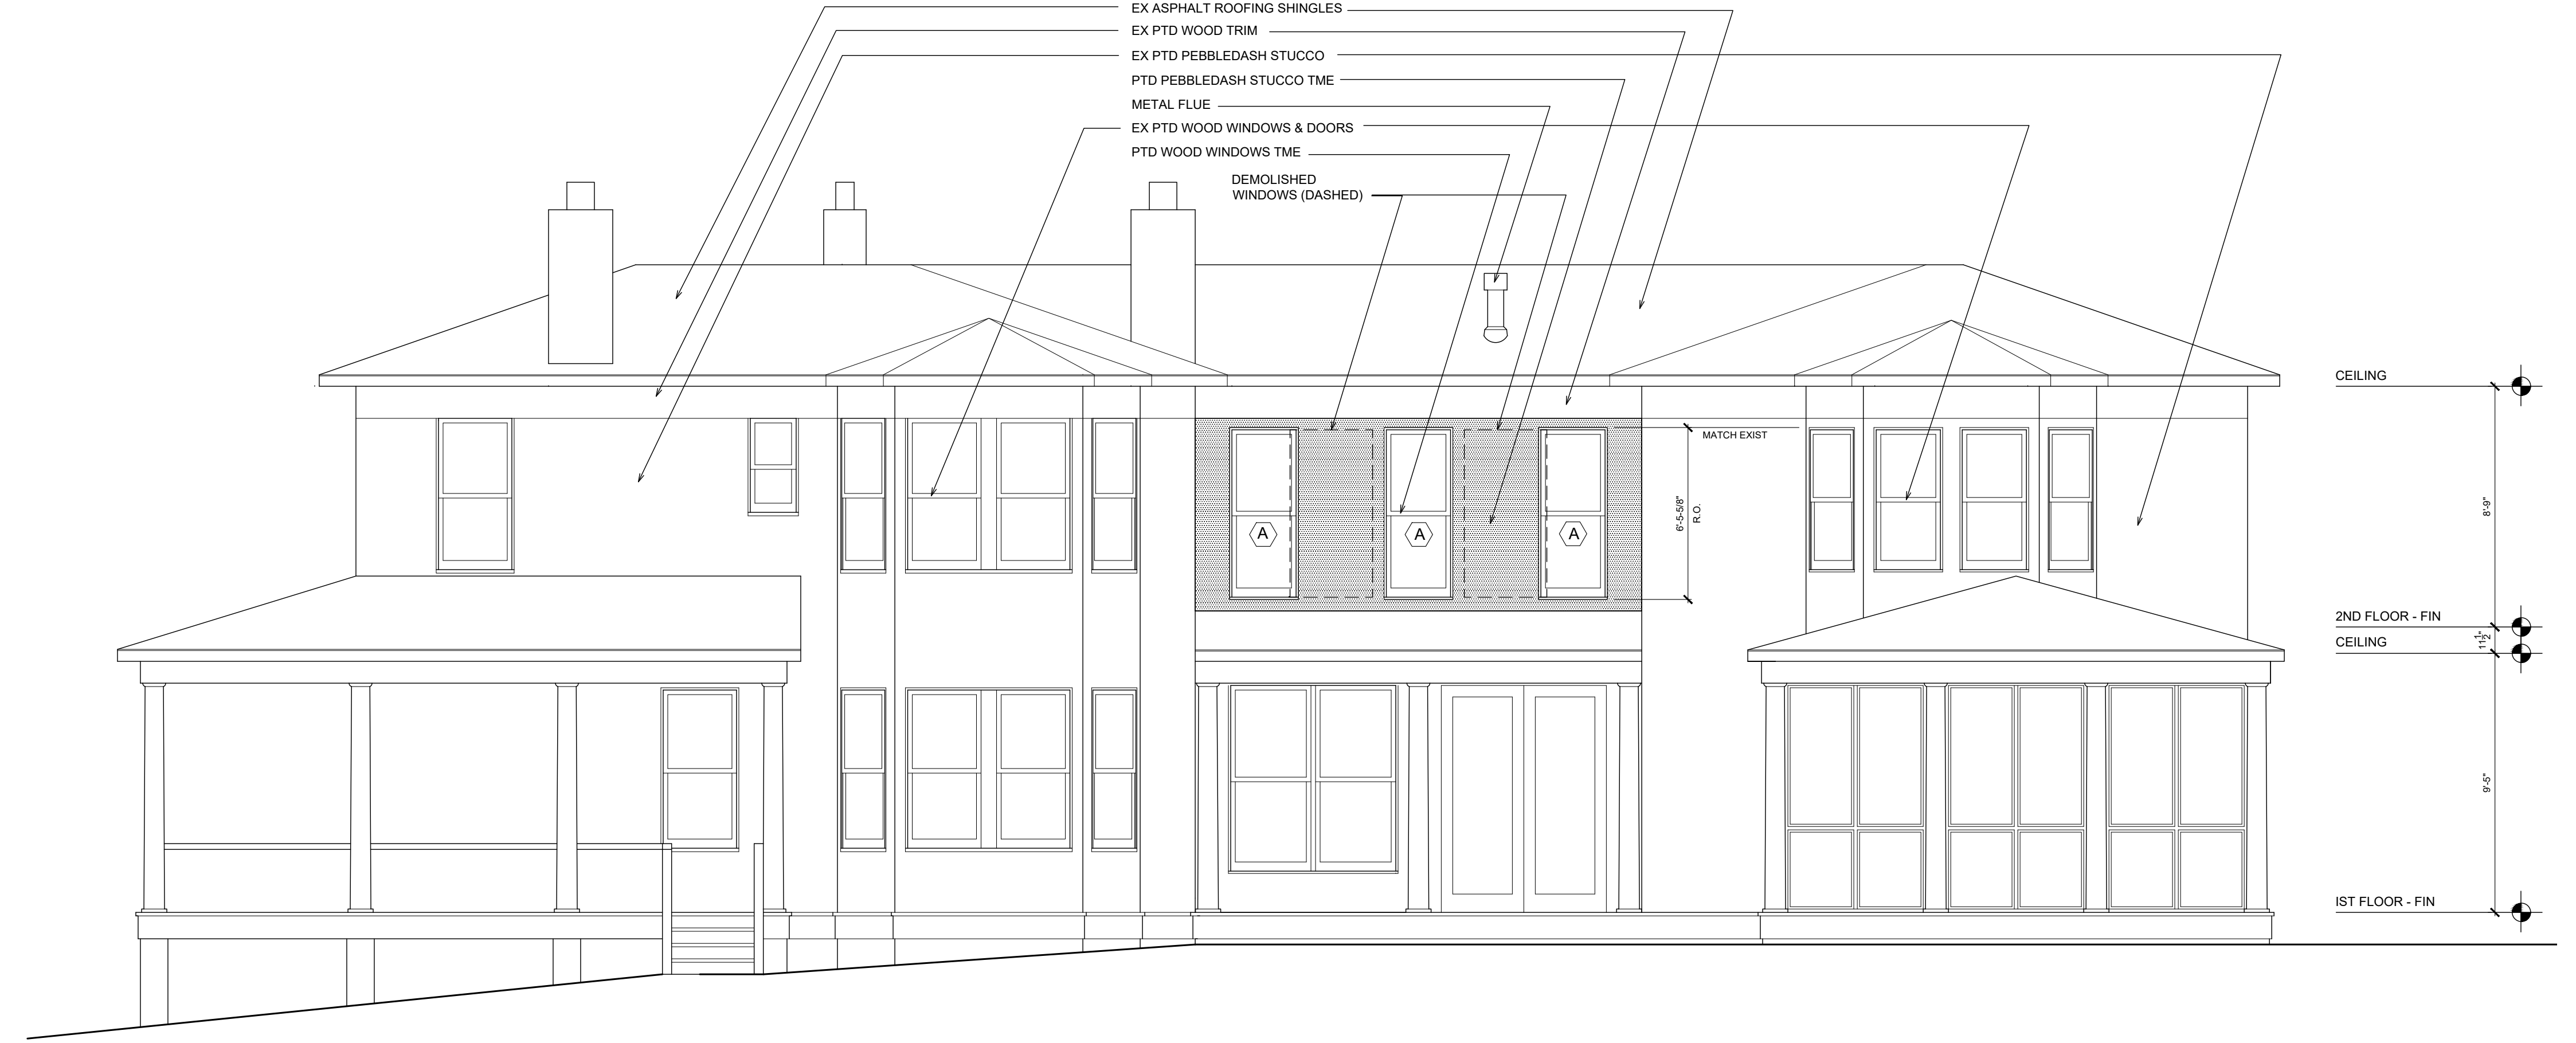 EX ASPHALT ROOFING SHINGLES
EX PTD WOOD TRIM
EX PTD PEBBLEDASH STUCCO
PTD PEBBLEDASH STUCCO TME
METAL FLUE
EX PTD WOOD WINDOWS & DOORS
PTD WOOD WINDOWS TME
DEMOLISHED
WINDOWS (DASHED)
CEILING
MATCH EXIST
6'-5-5/8"
R.O.
A
A
A
8'-9"
2ND FLOOR - FIN
11 1/2"
CEILING
9'-5"
IST FLOOR - FIN